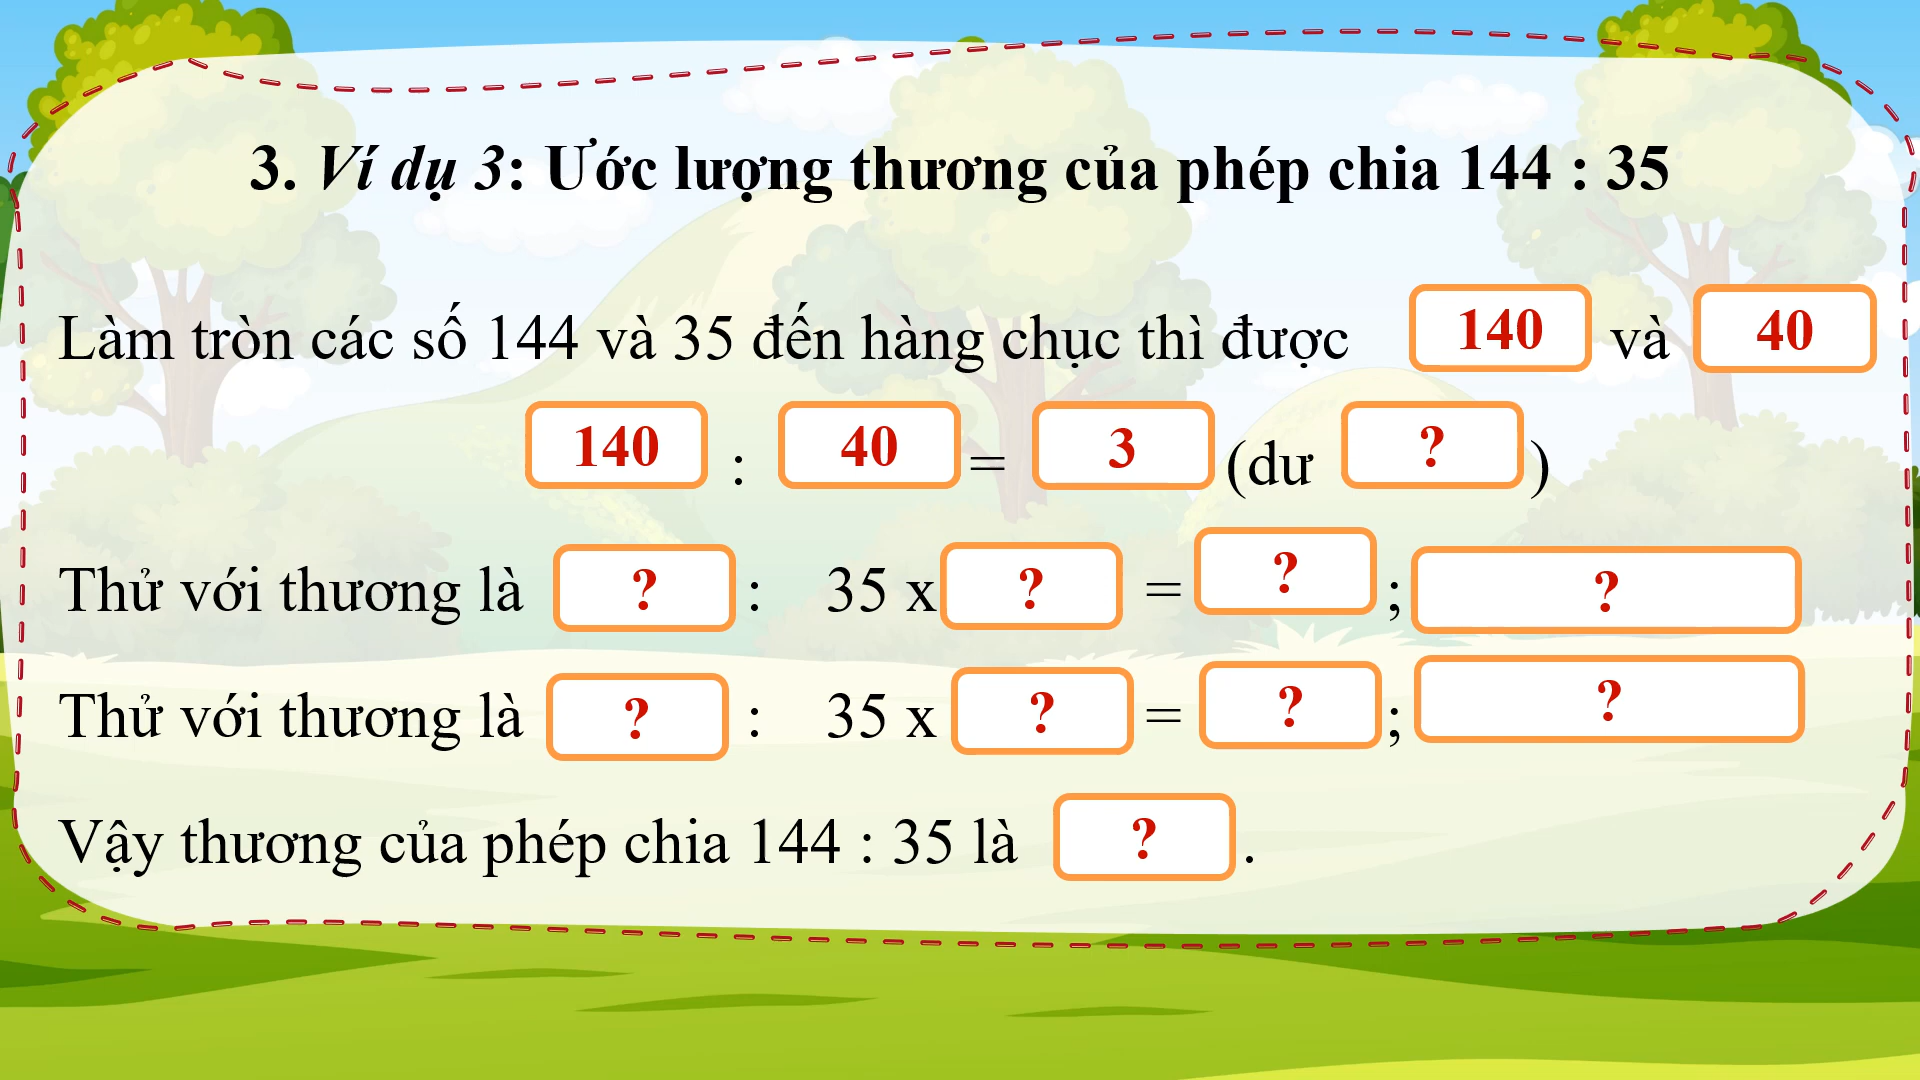 3. Ví dụ 3: Ước lượng thương của phép chia 144 : 35
Làm tròn các số 144 và 35 đến hàng chục thì được 140 và 40
140 : 40 = 3 (dư ? )
Thử với thương là ? : 35 x ? = ? ; ?
Thử với thương là ? : 35 x ? = ? ; ?
Vậy thương của phép chia 144 : 35 là ? .